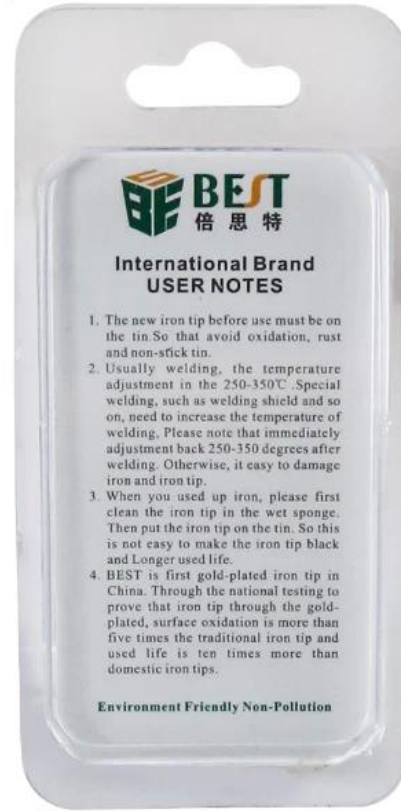 BEST
倍思特
International Brand
USER NOTES
1. The new iron tip before use must be on
the tin.So that avoid oxidation, rust
and non-stick tin.
2. Usually welding, the temperature
adjustment in the 250-350℃ .Special
welding, such as welding shield and so
on, need to increase the temperature of
welding, Please note that immediately
adjustment back 250-350 degrees after
welding. Otherwise, it easy to damage
iron and iron tip.
3. When you used up iron, please first
clean the iron tip in the wet sponge.
Then put the iron tip on the tin. So this
is not easy to make the iron tip black
and Longer used life.
4. BEST is first gold-plated iron tip in
China. Through the national testing to
prove that iron tip through the gold-
plated, surface oxidation is more than
five times the traditional iron tip and
used life is ten times more than
domestic iron tips.
Environment Friendly Non-Pollution